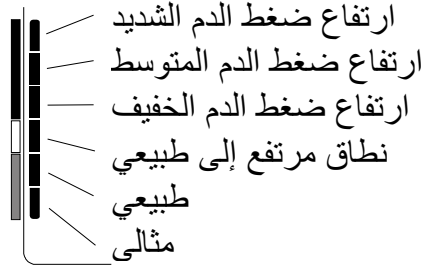 ارتفاع ضغط الدم الشديد
ارتفاع ضغط الدم المتوسط
ارتفاع ضغط الدم الخفيف
نطاق مرتفع إلى طبيعي
طبيعي
مثالي